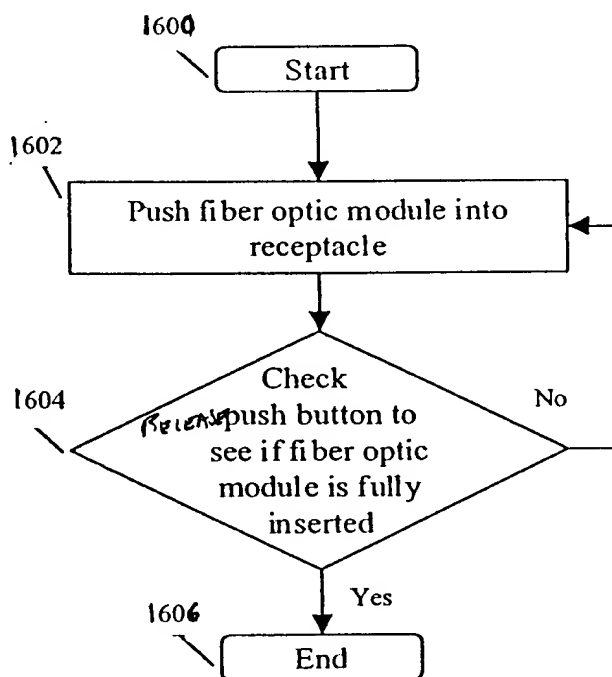 1600
Start
1602
Push fiber optic module into
receptacle
1604
Check
RELEASE push button to
see if fiber optic
module is fully
inserted
No
Yes
1606
End